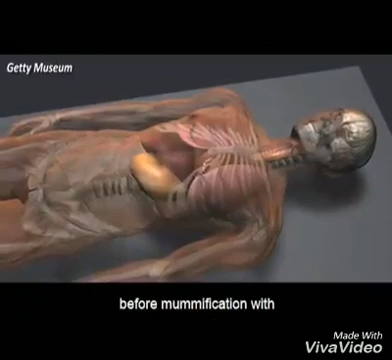 Getty Museum
before mummification with
Made With
VivaVideo